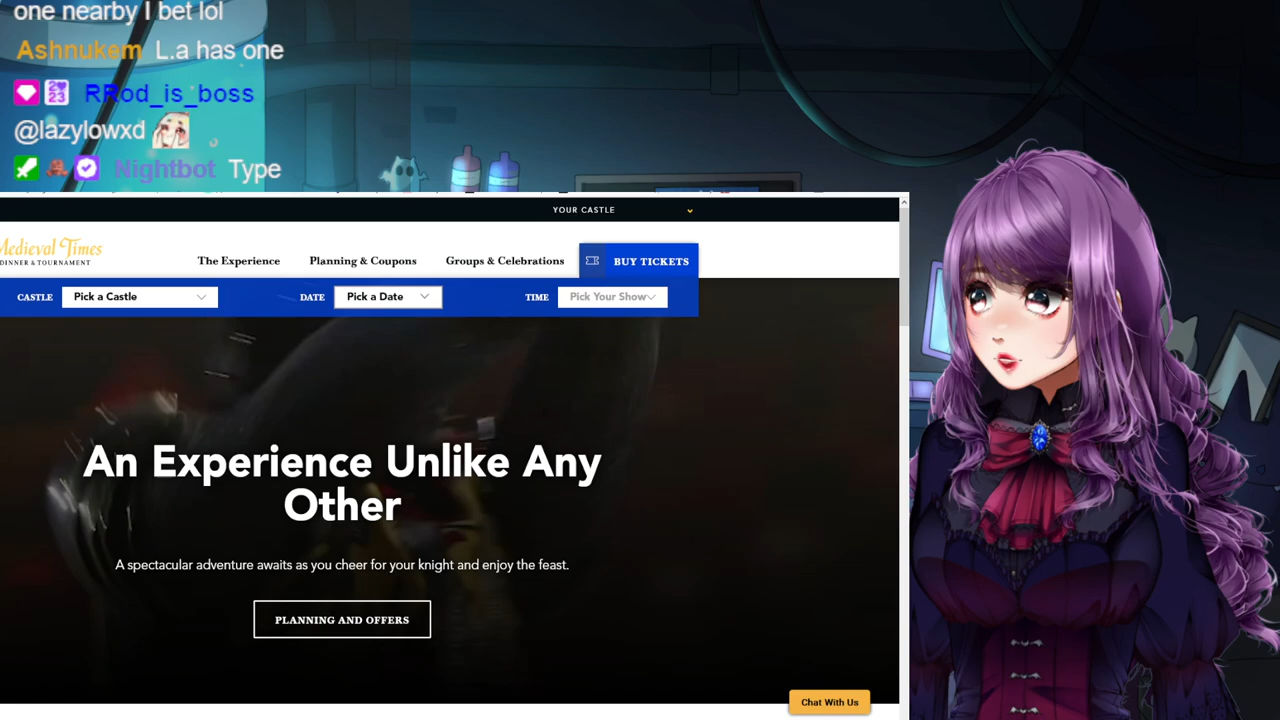 one nearby I bet lol
Ashnukem L.a has one
RRod_is_boss
@lazylowxd
Nightbot Type
YOUR CASTLE
Medieval Times
DINNER & TOURNAMENT
The Experience Planning & Coupons Groups & Celebrations BUY TICKETS
CASTLE Pick a Castle DATE Pick a Date TIME Pick Your Show
An Experience Unlike Any
Other
A spectacular adventure awaits as you cheer for your knight and enjoy the feast.
PLANNING AND OFFERS
Chat With Us